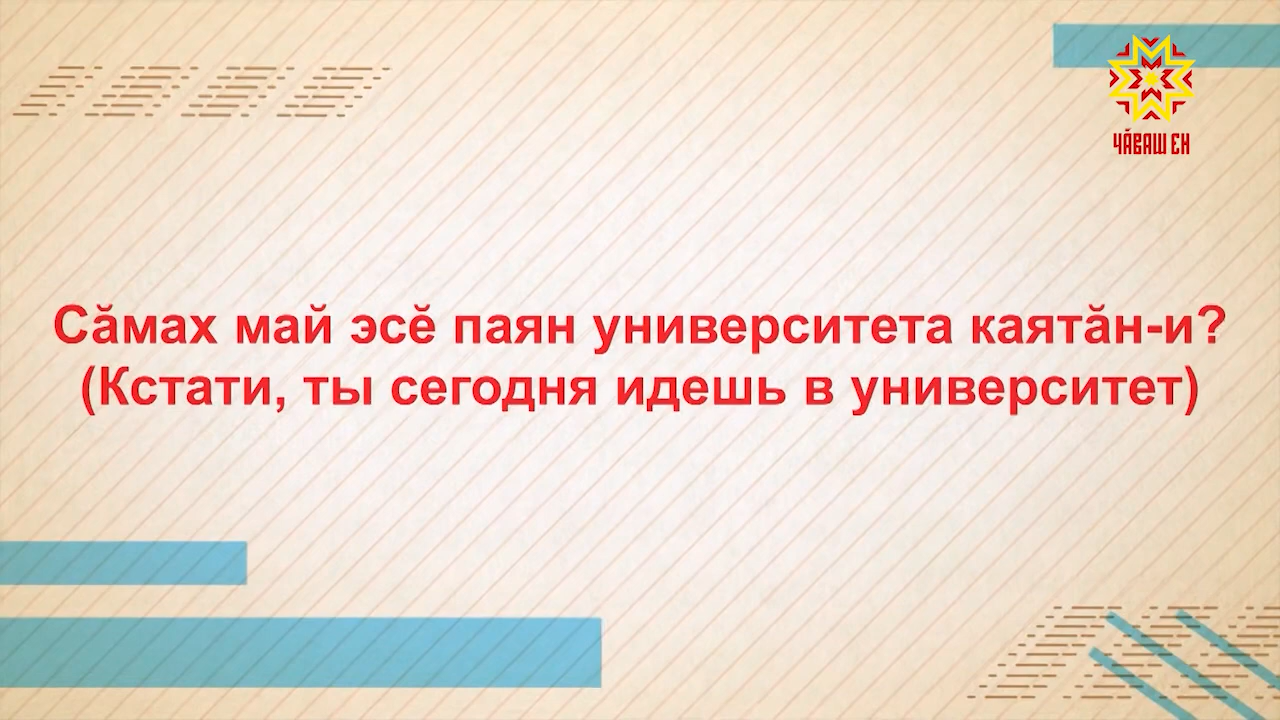 ЧӐВАШ ЕН
Сӑмах май эсӗ паян университета каятӑн-и?
(Кстати, ты сегодня идешь в университет)